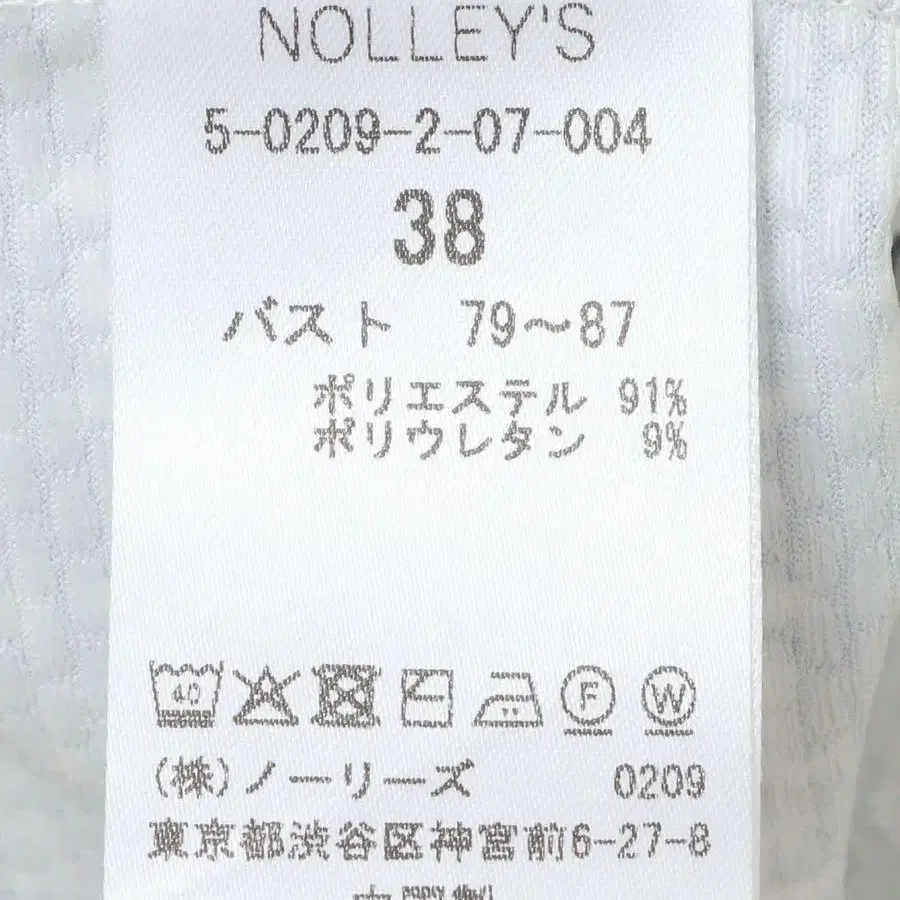 NOLLEY'S
5-0209-2-07-004
38
バスト 79〜87
ポリエステル 91%
ポリウレタン 9%
40 F W
(株)ノーリーズ 0209
東京都渋谷区神宮前6-27-8